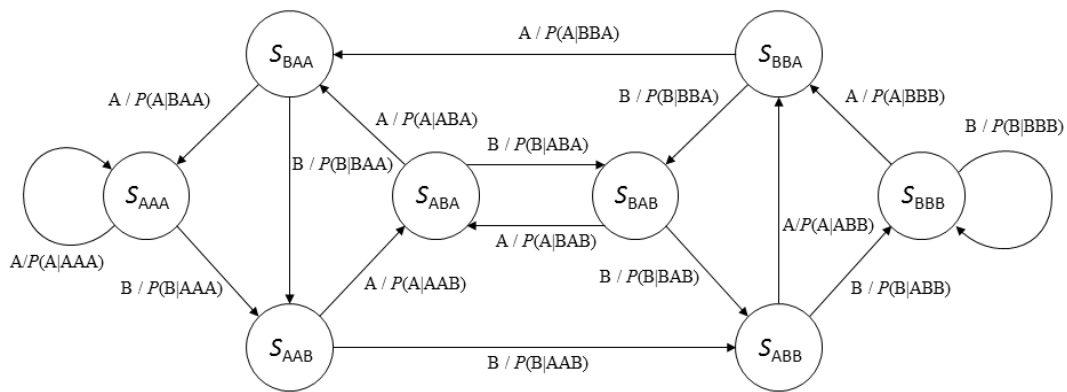 A / P(A|BBA)
S_BAA
S_BBA
A / P(A|BAA)
A / P(A|ABA)
B / P(B|BBA)
A / P(A|BBB)
B / P(B|BBB)
B / P(B|BAA)
B / P(B|ABA)
S_AAA
S_ABA
S_BAB
S_BBB
A/P(A|AAA)
A / P(A|BAB)
A/P(A|ABB)
B / P(B|AAA)
A / P(A|AAB)
B / P(B|BAB)
B / P(B|ABB)
S_AAB
S_ABB
B / P(B|AAB)